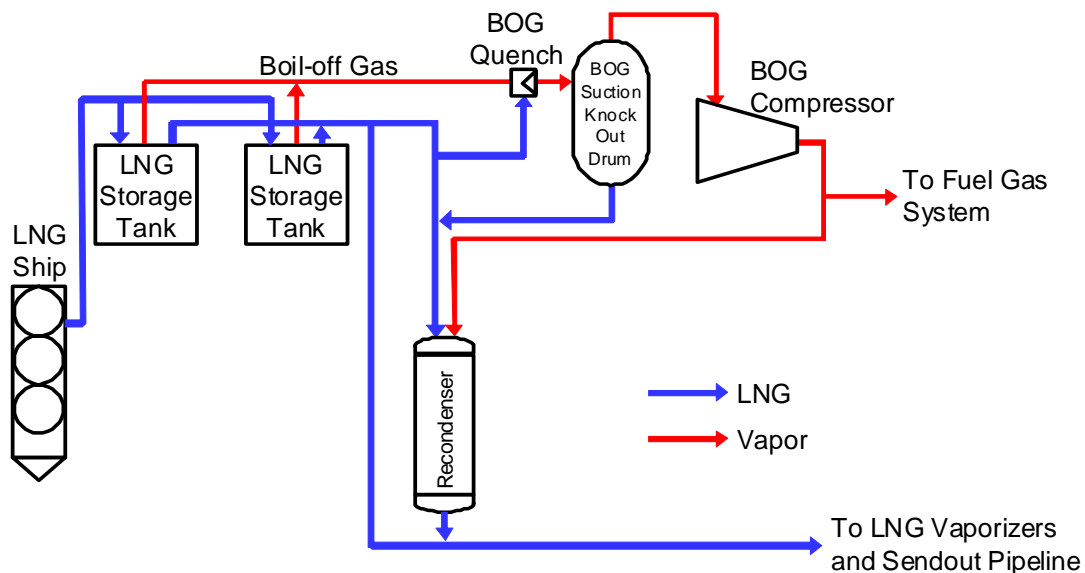 BOG
Quench
Boil-off Gas
BOG
Suction
Knock
Out
Drum
BOG
Compressor
LNG
Storage
Tank
LNG
Storage
Tank
To Fuel Gas
System
LNG
Ship
Recondenser
LNG
Vapor
To LNG Vaporizers
and Sendout Pipeline